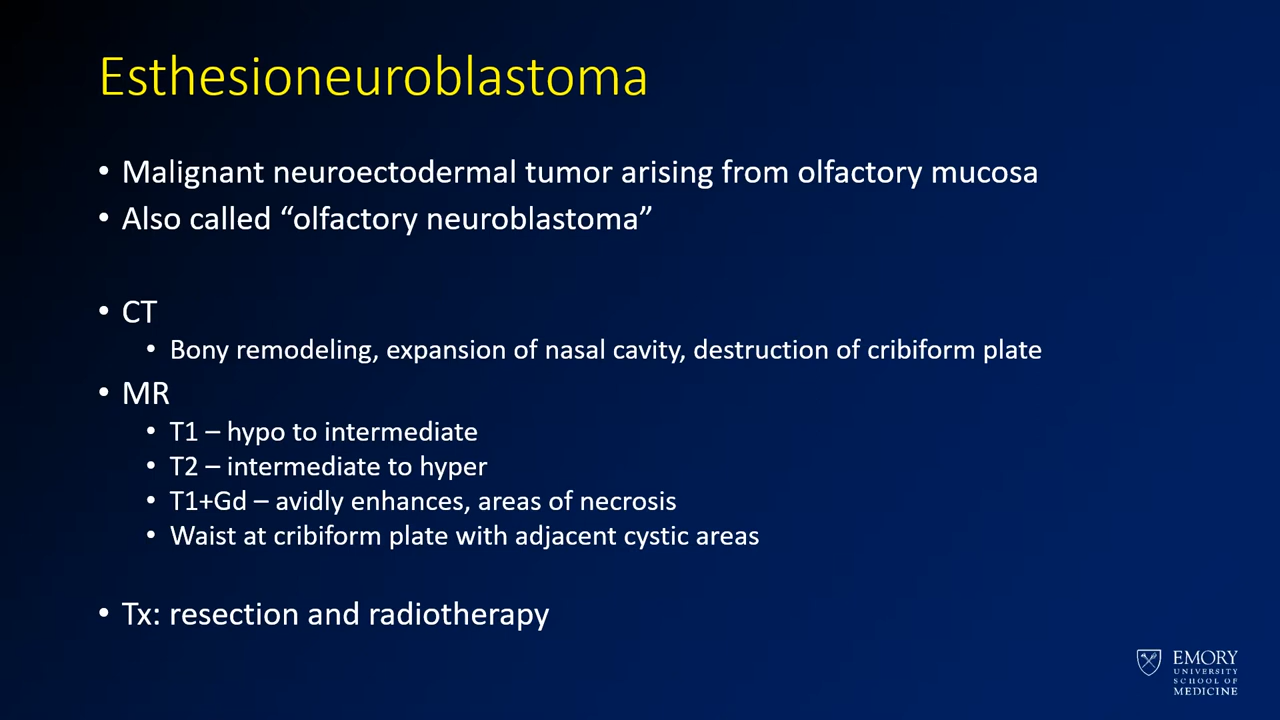 Esthesioneuroblastoma
• Malignant neuroectodermal tumor arising from olfactory mucosa
• Also called “olfactory neuroblastoma”
• CT
• Bony remodeling, expansion of nasal cavity, destruction of cribiform plate
• MR
• T1 – hypo to intermediate
• T2 – intermediate to hyper
• T1+Gd – avidly enhances, areas of necrosis
• Waist at cribiform plate with adjacent cystic areas
• Tx: resection and radiotherapy
EMORY
UNIVERSITY
SCHOOL OF
MEDICINE